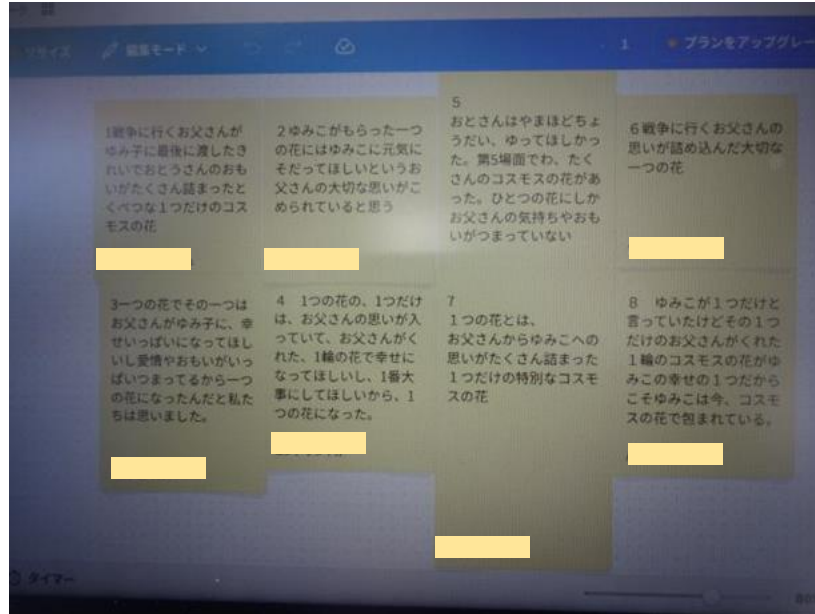 リサイズ
編集モード
1
プランをアップグレー
1戦争に行くお父さんが
ゆみ子に最後に渡したき
れいでおとうさんのおも
いがたくさん詰まったと
くべつな１つだけのコス
モスの花
２ゆみこがもらった一つ
の花にはゆみこに元気に
そだってほしいというお
父さんの大切な思いがこ
められていると思う
5
おとさんはやまほどちょ
うだい、ゆってほしかっ
た。第5場面でわ、たく
さんのコスモスの花があ
った。ひとつの花にしか
お父さんの気持ちやおも
いがつまっていない
６戦争に行くお父さんの
思いが詰め込んだ大切な
一つの花
3一つの花でその一つは
お父さんがゆみ子に、幸
せいっぱいになってほし
いし愛情やおもいがいっ
ぱいつまってるから一つ
の花になったんだと私た
ちは思いました。
４　1つの花の、1つだけ
は、お父さんの思いが入
っていて、お父さんがく
れた、1輪の花で幸せに
なってほしいし、1番大
事にしてほしいから、1
つの花になった。
7
１つの花とは、
お父さんからゆみこへの
思いがたくさん詰まった
１つだけの特別なコスモ
スの花
８　ゆみこが１つだけと
言っていたけどその１つ
だけのお父さんがくれた
１輪のコスモスの花がゆ
みこの幸せの１つだから
こそゆみこは今、コスモ
スの花で包まれている。
タイマー